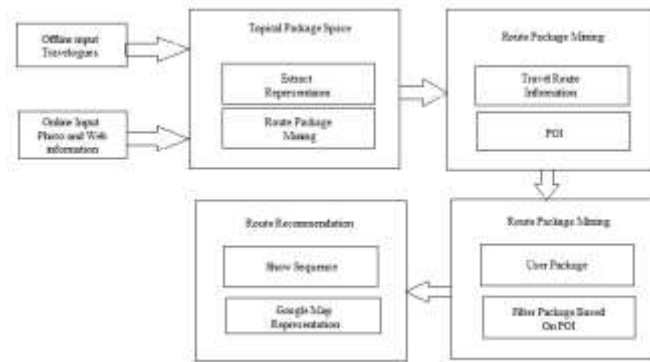 Offline input
Travelogues
Online Input
Photo and Web
information
Topical Package Space
Extract
Representaion
Route Package
Mining
Route Package Mining
Travel Route
Information
POI
Route Package Mining
User Package
Filter Package Based
On POI
Route Recommendation
Show Sequence
Google Map
Representation